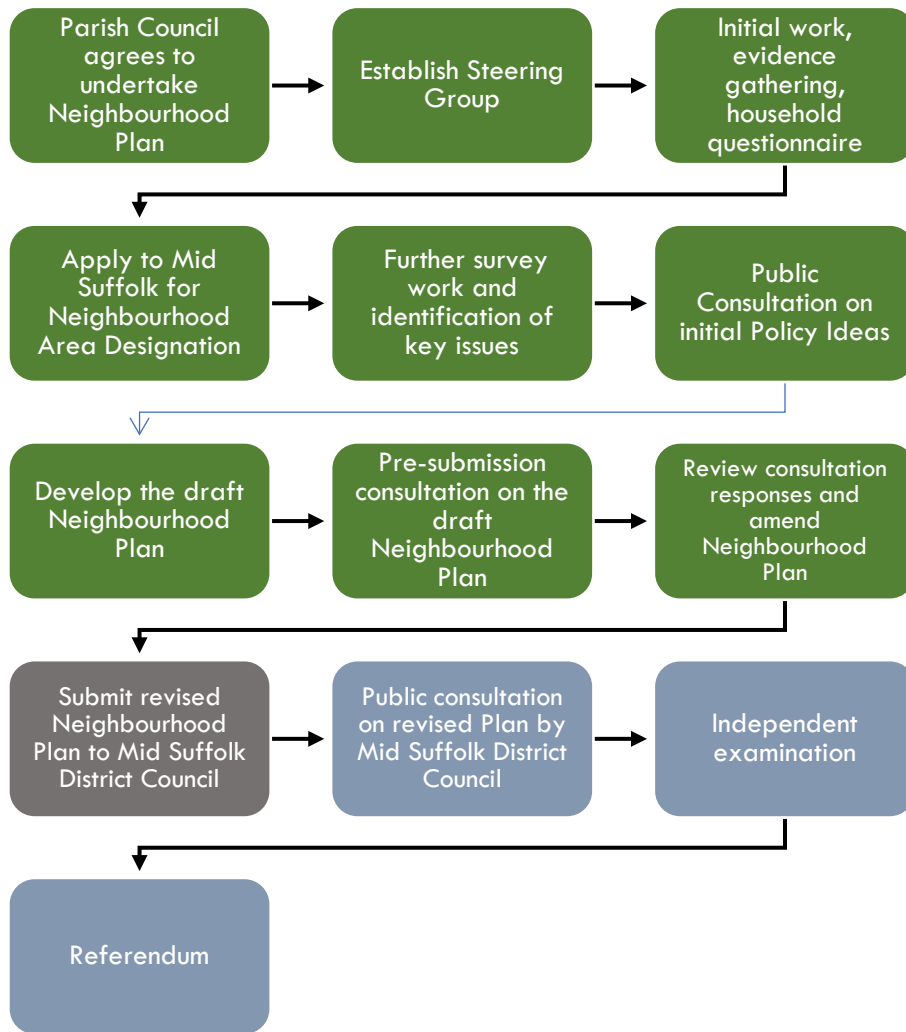 Parish Council
agrees to
undertake
Neighbourhood
Plan
Establish Steering
Group
Initial work,
evidence
gathering,
household
questionnaire
Apply to Mid
Suffolk for
Neighbourhood
Area Designation
Further survey
work and
identification of
key issues
Public
Consultation on
initial Policy Ideas
Develop the draft
Neighbourhood
Plan
Pre-submission
consultation on the
draft
Neighbourhood
Plan
Review consultation
responses and
amend
Neighbourhood
Plan
Submit revised
Neighbourhood
Plan to Mid Suffolk
District Council
Public consultation
on revised Plan by
Mid Suffolk District
Council
Independent
examination
Referendum